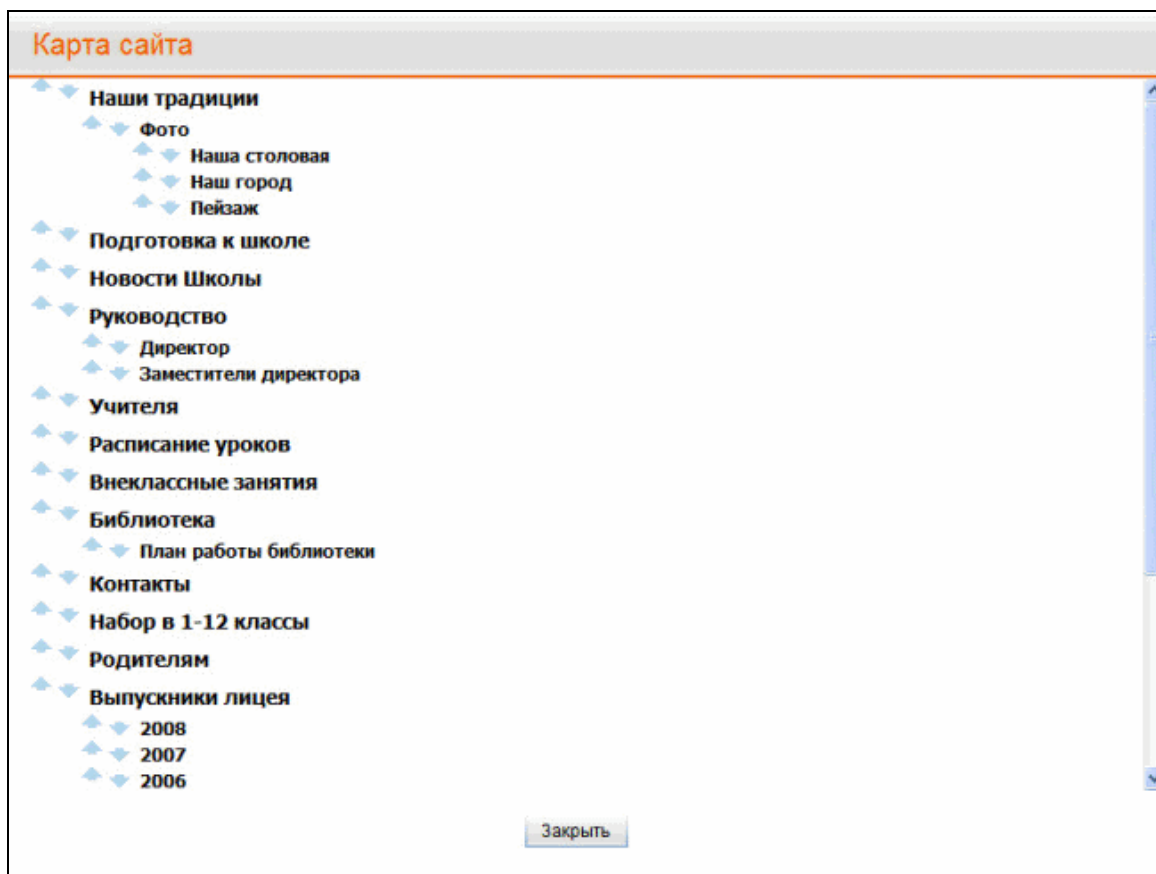 Карта сайта
Наши традиции
Фото
Наша столовая
Наш город
Пейзаж
Подготовка к школе
Новости Школы
Руководство
Директор
Заместители директора
Учителя
Расписание уроков
Внеклассные занятия
Библиотека
План работы библиотеки
Контакты
Набор в 1-12 классы
Родителям
Выпускники лицея
2008
2007
2006
Закрыть